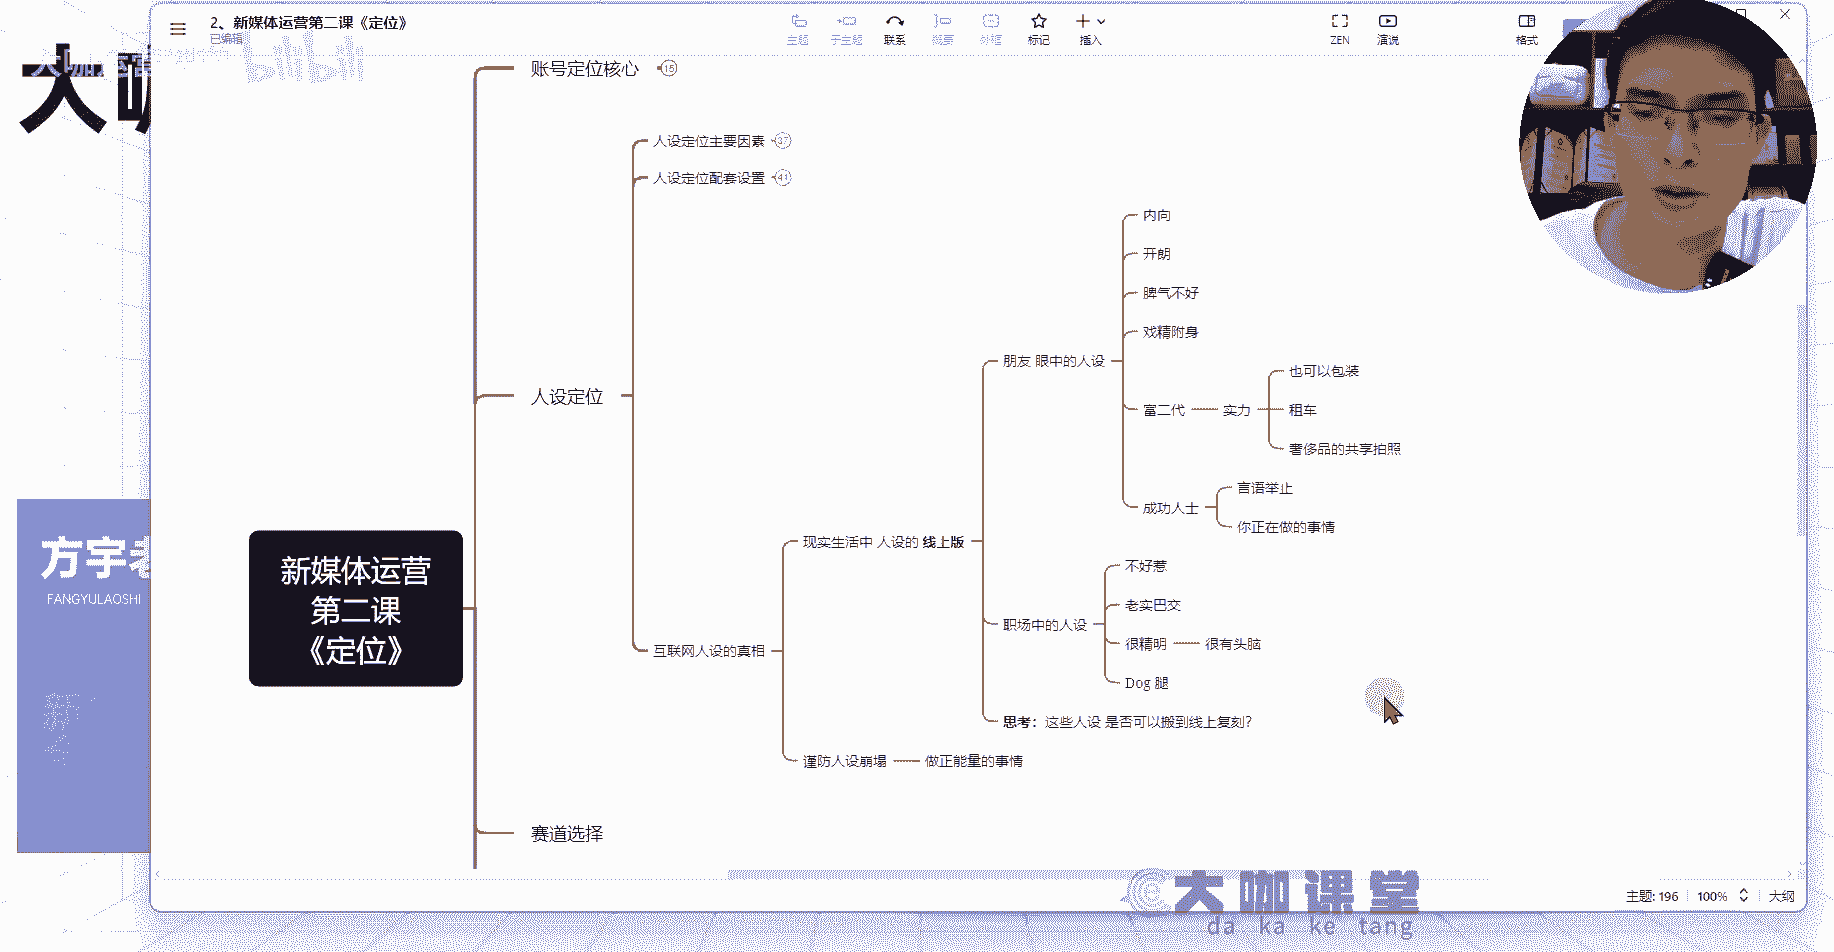 2、新媒体运营第二课《定位》
已编辑
主题
子主题
联系
概要
外框
标记
插入
ZEN
演说
格式
大咖
bilibili
账号定位核心
15
人设定位主要因素
37
人设定位配套设置
41
内向
开朗
脾气不好
戏精附身
朋友 眼中的人设
也可以包装
富二代
实力
租车
奢侈品的共享拍照
人设定位
言语举止
成功人士
你正在做的事情
现实生活中 人设的 线上版
不好惹
老实巴交
职场中的人设
很精明
很有头脑
互联网人设的真相
Dog 腿
思考：这些人设 是否可以搬到线上复刻?
谨防人设崩塌
做正能量的事情
新媒体运营
第二课
《定位》
赛道选择
方宇老
FANGYULAOSHI
大咖课堂
da ka ke tang
主题: 196
100%
大纲